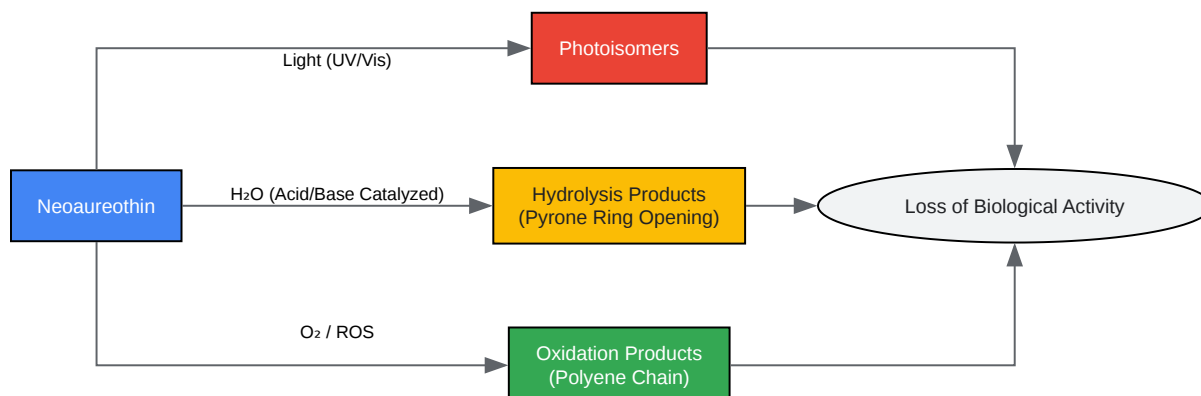 Photoisomers
Light (UV/Vis)
Neoaureothin
H₂O (Acid/Base Catalyzed)
Hydrolysis Products
(Pyrone Ring Opening)
Loss of Biological Activity
O₂ / ROS
Oxidation Products
(Polyene Chain)